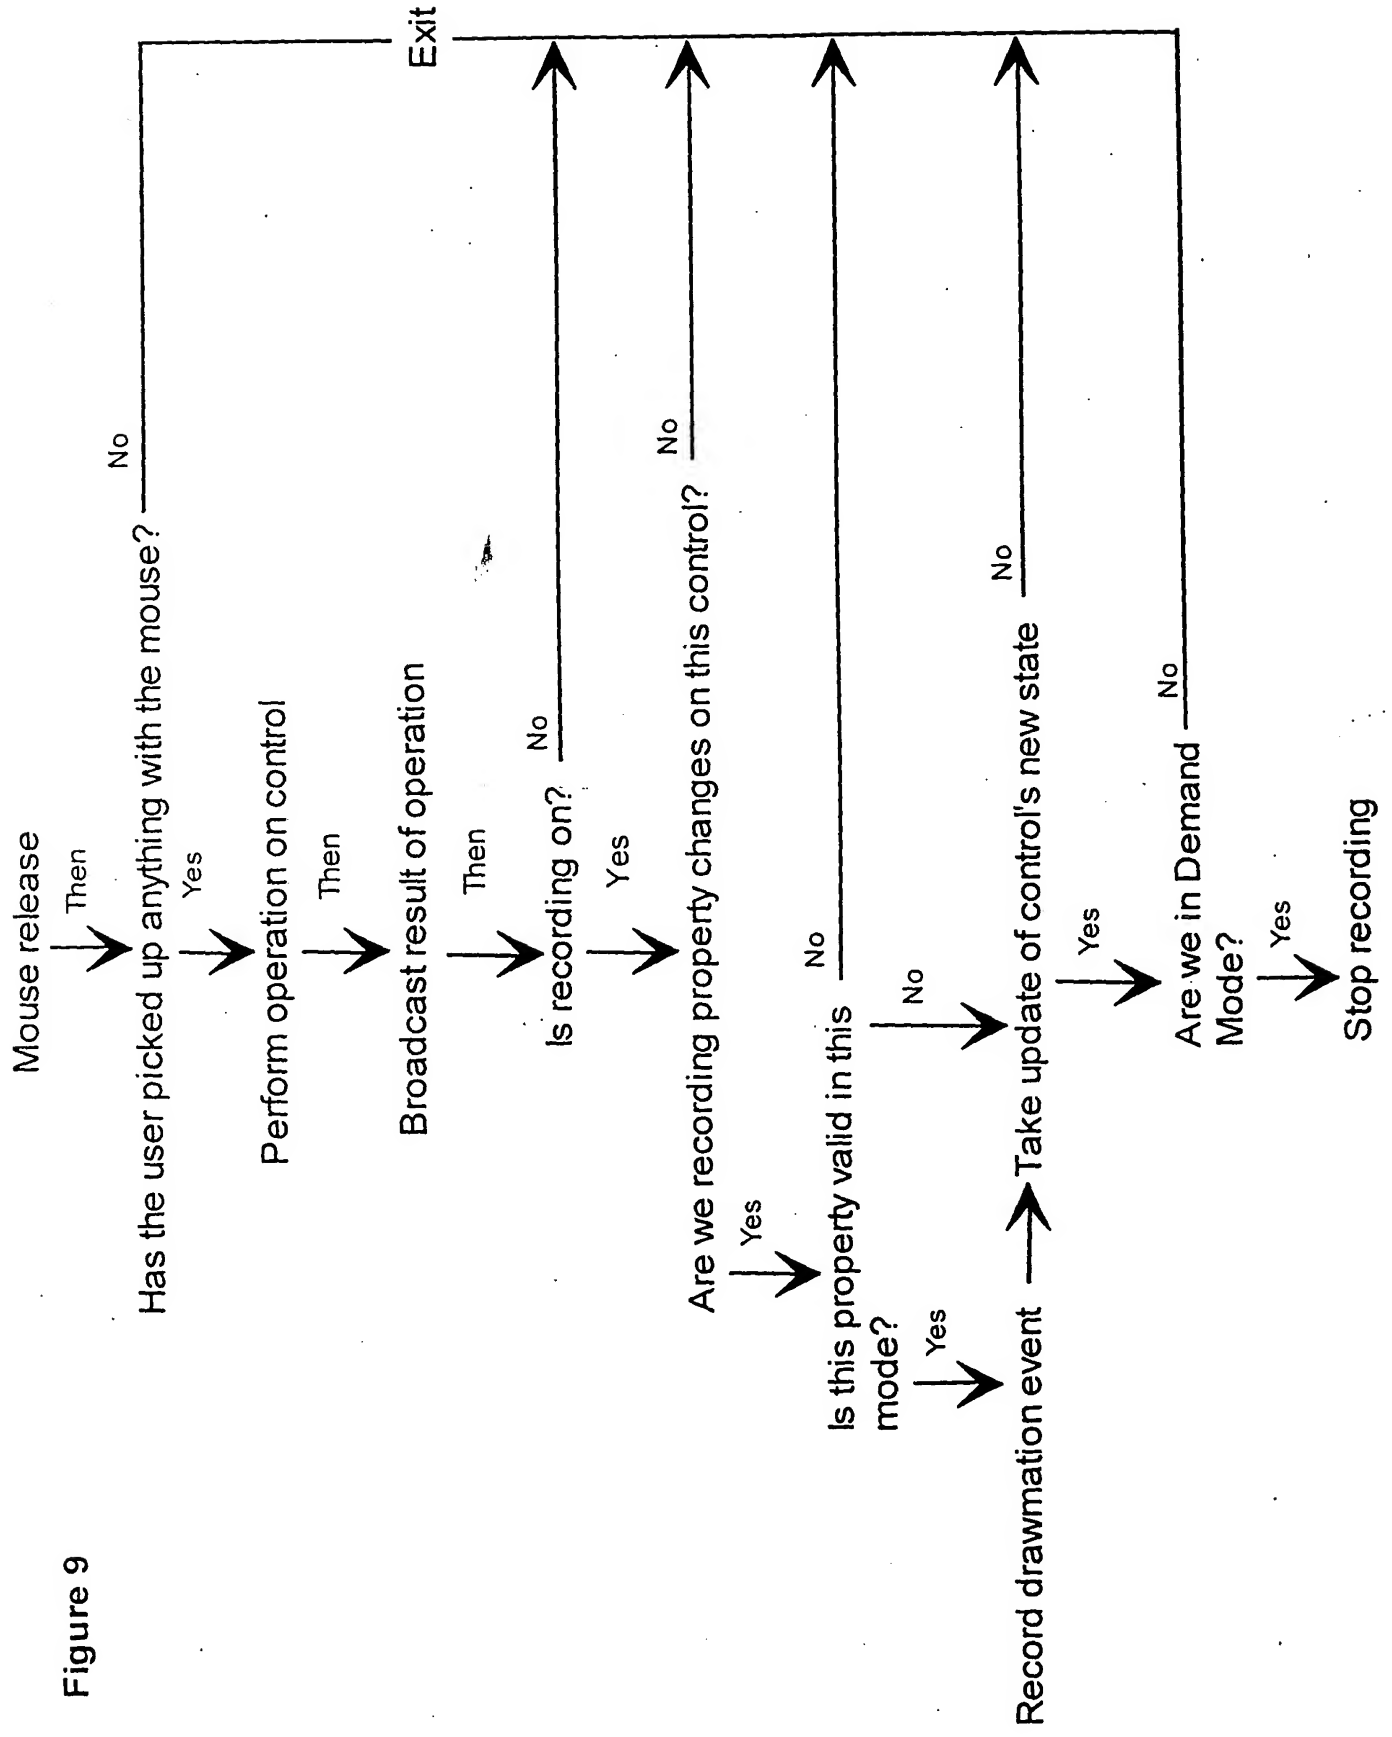 Figure 9
Mouse release
Then
Has the user picked up anything with the mouse?
No
Exit
Yes
Perform operation on control
Then
Broadcast result of operation
Then
Is recording on?
No
Yes
Are we recording property changes on this control?
No
Yes
Is this property valid in this
mode?
No
No
Yes
Record drawmation event
Take update of control's new state
No
Yes
Are we in Demand
Mode?
No
Yes
Stop recording